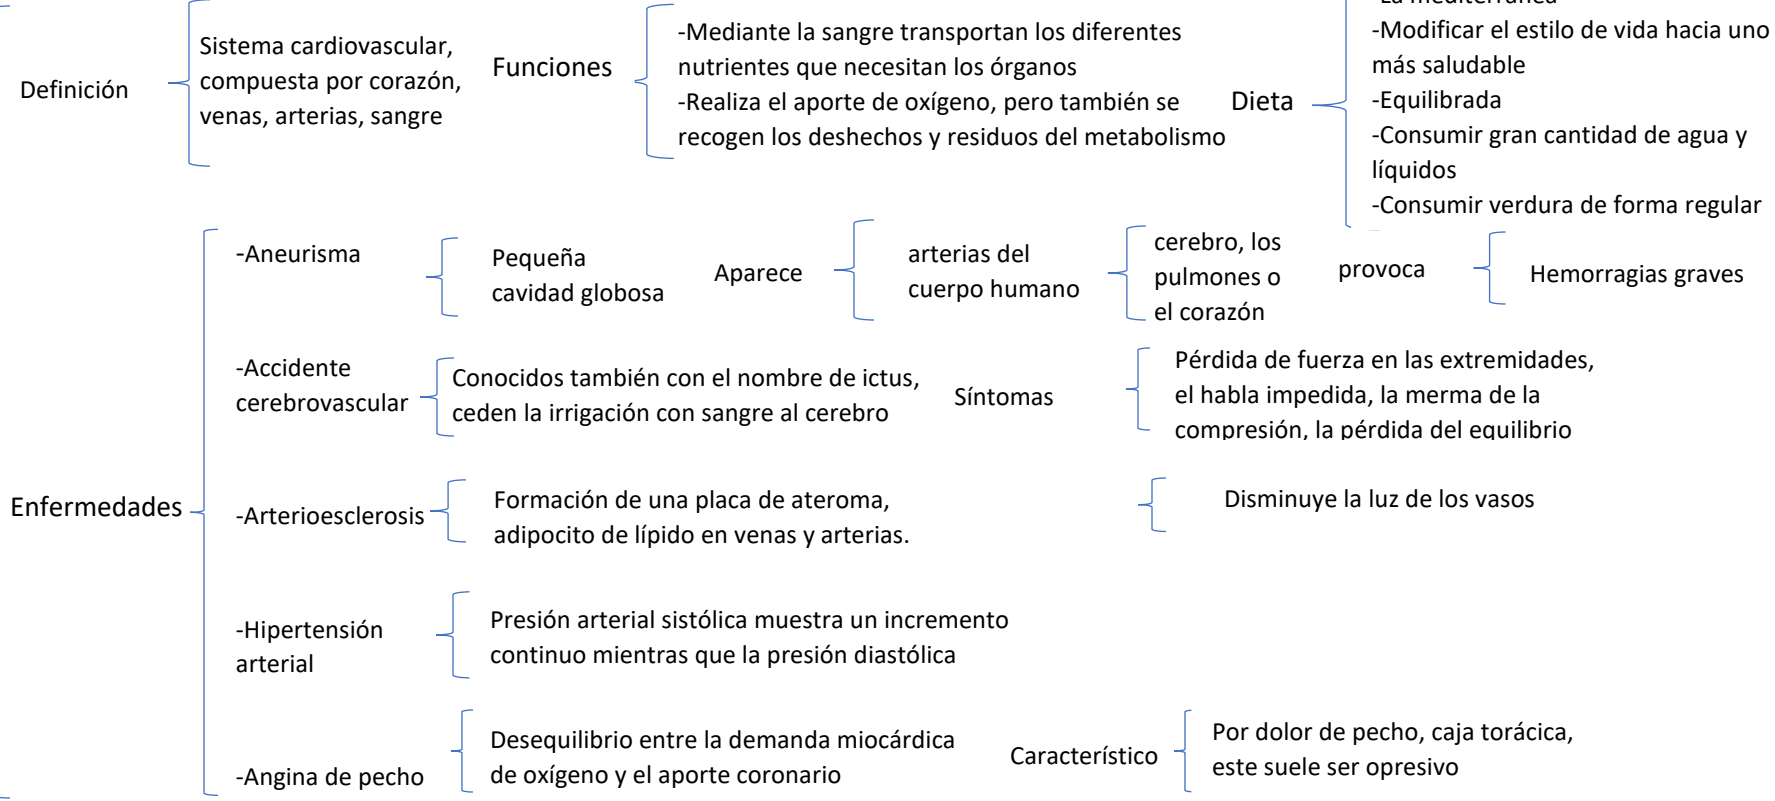 Definición
Sistema cardiovascular,
compuesta por corazón,
venas, arterias, sangre
Funciones
-Mediante la sangre transportan los diferentes
nutrientes que necesitan los órganos
-Realiza el aporte de oxígeno, pero también se
recogen los deshechos y residuos del metabolismo
Dieta
-La mediterránea
-Modificar el estilo de vida hacia uno
más saludable
-Equilibrada
-Consumir gran cantidad de agua y
líquidos
-Consumir verdura de forma regular
Enfermedades
-Aneurisma
Pequeña
cavidad globosa
Aparece
arterias del
cuerpo humano
cerebro, los
pulmones o
el corazón
provoca
Hemorragias graves
-Accidente
cerebrovascular
Conocidos también con el nombre de ictus,
ceden la irrigación con sangre al cerebro
Síntomas
Pérdida de fuerza en las extremidades,
el habla impedida, la merma de la
compresión, la pérdida del equilibrio
-Arterioesclerosis
Formación de una placa de ateroma,
adipocito de lípido en venas y arterias.
Disminuye la luz de los vasos
-Hipertensión
arterial
Presión arterial sistólica muestra un incremento
continuo mientras que la presión diastólica
-Angina de pecho
Desequilibrio entre la demanda miocárdica
de oxígeno y el aporte coronario
Característico
Por dolor de pecho, caja torácica,
este suele ser opresivo